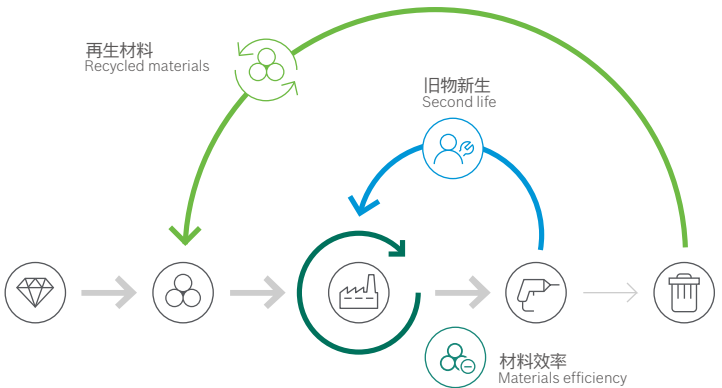 再生材料
Recycled materials
旧物新生
Second life
材料效率
Materials efficiency